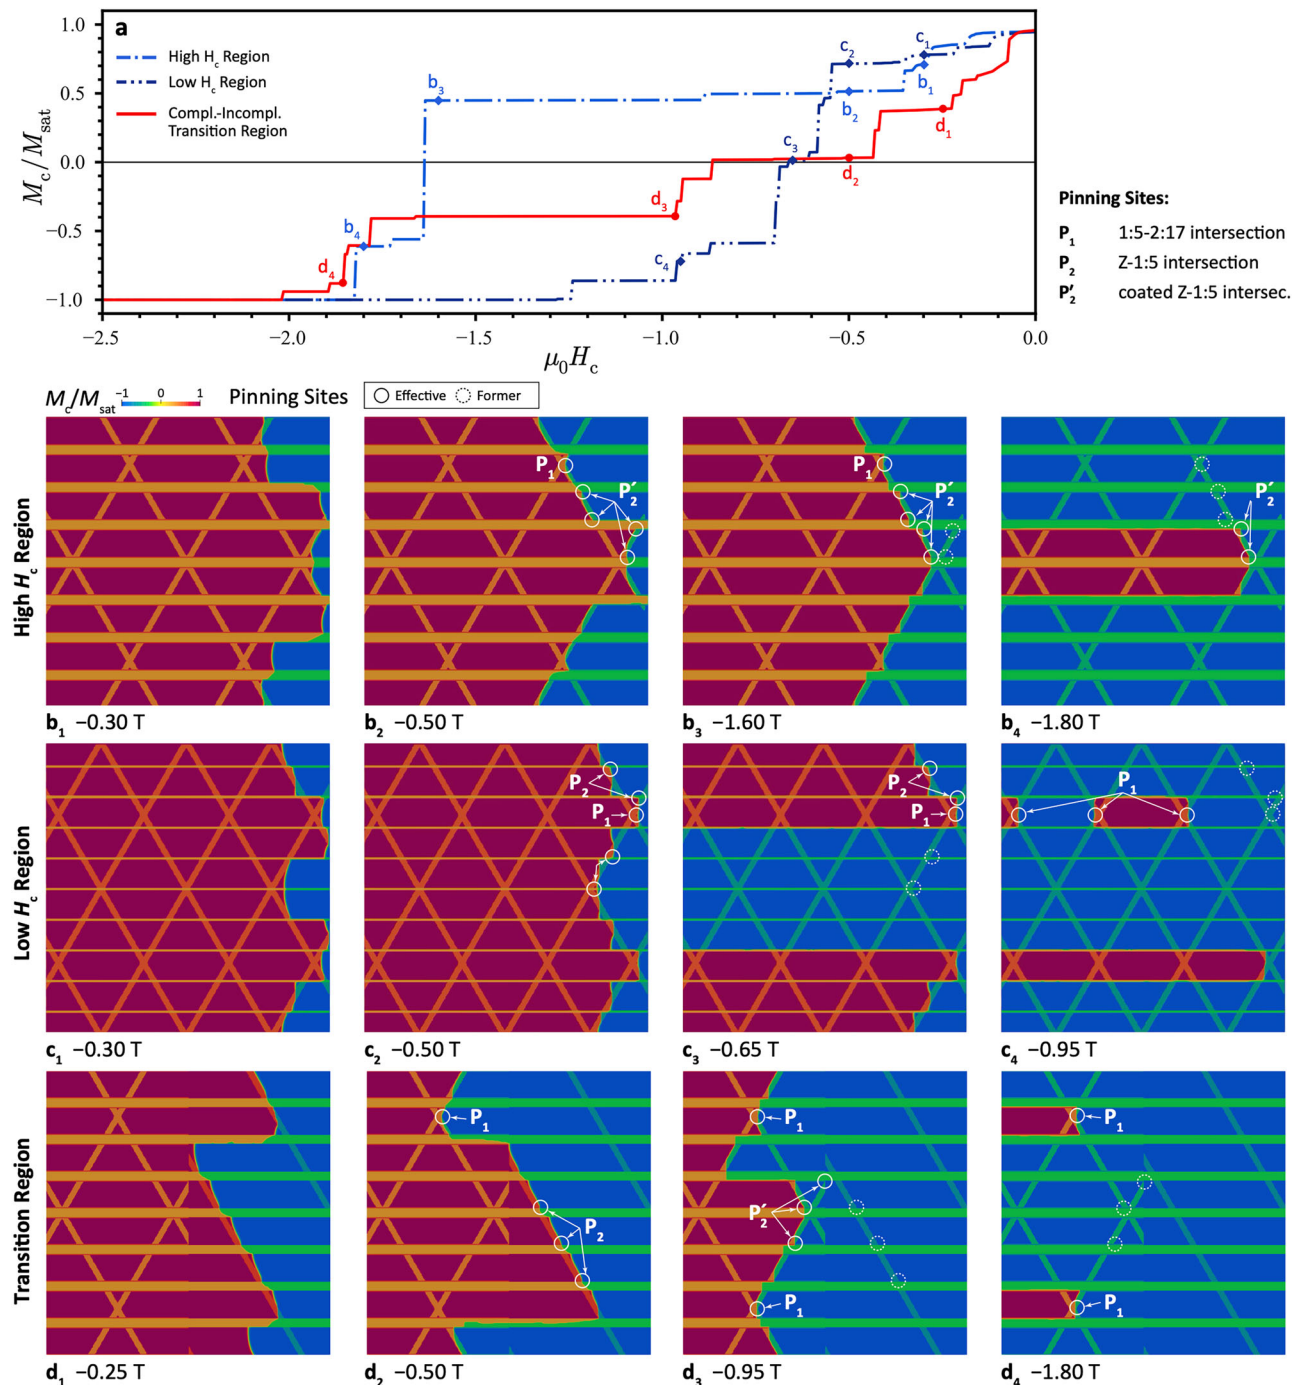 a
High H_c Region
Low H_c Region
Compl.-Incompl.
Transition Region
M_c/M_sat
1.0
0.5
0.0
−0.5
−1.0
b_3
b_4
c_2
c_1
b_1
b_2
c_3
d_1
d_2
d_3
c_4
d_4
−2.5
−2.0
−1.5
−1.0
−0.5
0.0
μ_0H_c
Pinning Sites:
P_1 1:5-2:17 intersection
P_2 Z-1:5 intersection
P′_2 coated Z-1:5 intersec.
M_c/M_sat
−1 0 1
Pinning Sites
Effective Former
High H_c Region
P_1
P′_2
P_1
P′_2
P′_2
b_1 −0.30 T
b_2 −0.50 T
b_3 −1.60 T
b_4 −1.80 T
Low H_c Region
P_2
P_1
P_2
P_1
P_1
c_1 −0.30 T
c_2 −0.50 T
c_3 −0.65 T
c_4 −0.95 T
Transition Region
P_1
P_2
P_1
P′_2
P_1
P_1
P_1
d_1 −0.25 T
d_2 −0.50 T
d_3 −0.95 T
d_4 −1.80 T